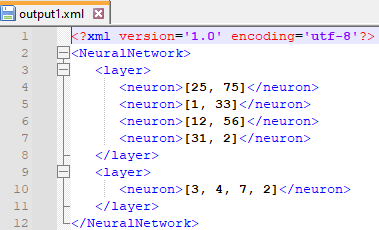 output1.xml
1 <?xml version='1.0' encoding='utf-8'?>
2 <NeuralNetwork>
3 <layer>
4 <neuron>[25, 75]</neuron>
5 <neuron>[1, 33]</neuron>
6 <neuron>[12, 56]</neuron>
7 <neuron>[31, 2]</neuron>
8 </layer>
9 <layer>
10 <neuron>[3, 4, 7, 2]</neuron>
11 </layer>
12 </NeuralNetwork>